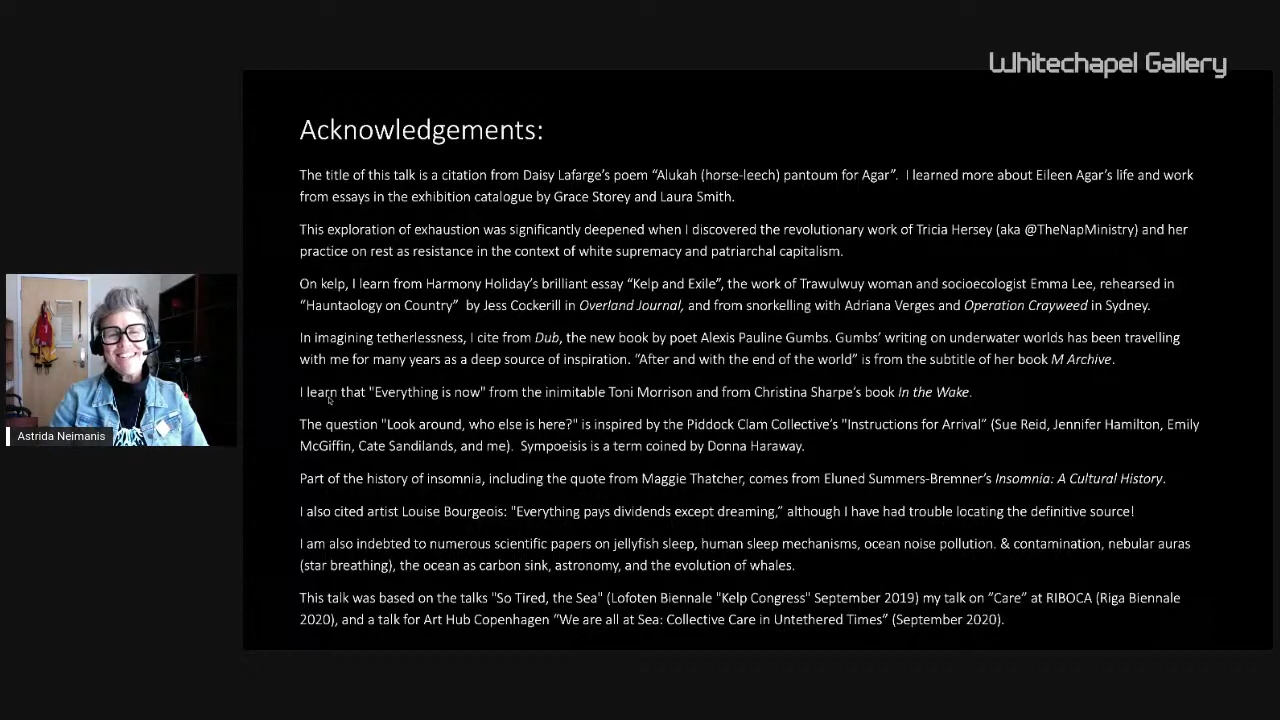 Whitechapel Gallery
Acknowledgements:
The title of this talk is a citation from Daisy Lafarge's poem “Alukah (horse-leech) pantoum for Agar”.  I learned more about Eileen Agar's life and work
from essays in the exhibition catalogue by Grace Storey and Laura Smith.
This exploration of exhaustion was significantly deepened when I discovered the revolutionary work of Tricia Hersey (aka @TheNapMinistry) and her
practice on rest as resistance in the context of white supremacy and patriarchal capitalism.
On kelp, I learn from Harmony Holiday's brilliant essay “Kelp and Exile”, the work of Trawulwuy woman and socioecologist Emma Lee, rehearsed in
“Hauntaology on Country”  by Jess Cockerill in Overland Journal, and from snorkelling with Adriana Verges and Operation Crayweed in Sydney.
In imagining tetherlessness, I cite from Dub, the new book by poet Alexis Pauline Gumbs. Gumbs' writing on underwater worlds has been travelling
with me for many years as a deep source of inspiration. “After and with the end of the world” is from the subtitle of her book M Archive.
I learn that "Everything is now" from the inimitable Toni Morrison and from Christina Sharpe's book In the Wake.
The question "Look around, who else is here?" is inspired by the Piddock Clam Collective's "Instructions for Arrival” (Sue Reid, Jennifer Hamilton, Emily
McGiffin, Cate Sandilands, and me).  Sympoeisis is a term coined by Donna Haraway.
Part of the history of insomnia, including the quote from Maggie Thatcher, comes from Eluned Summers-Bremner's Insomnia: A Cultural History.
I also cited artist Louise Bourgeois: "Everything pays dividends except dreaming,” although I have had trouble locating the definitive source!
I am also indebted to numerous scientific papers on jellyfish sleep, human sleep mechanisms, ocean noise pollution. & contamination, nebular auras
(star breathing), the ocean as carbon sink, astronomy, and the evolution of whales.
This talk was based on the talks "So Tired, the Sea" (Lofoten Biennale "Kelp Congress" September 2019) my talk on “Care” at RIBOCA (Riga Biennale
2020), and a talk for Art Hub Copenhagen “We are all at Sea: Collective Care in Untethered Times” (September 2020).
Astrida Neimanis